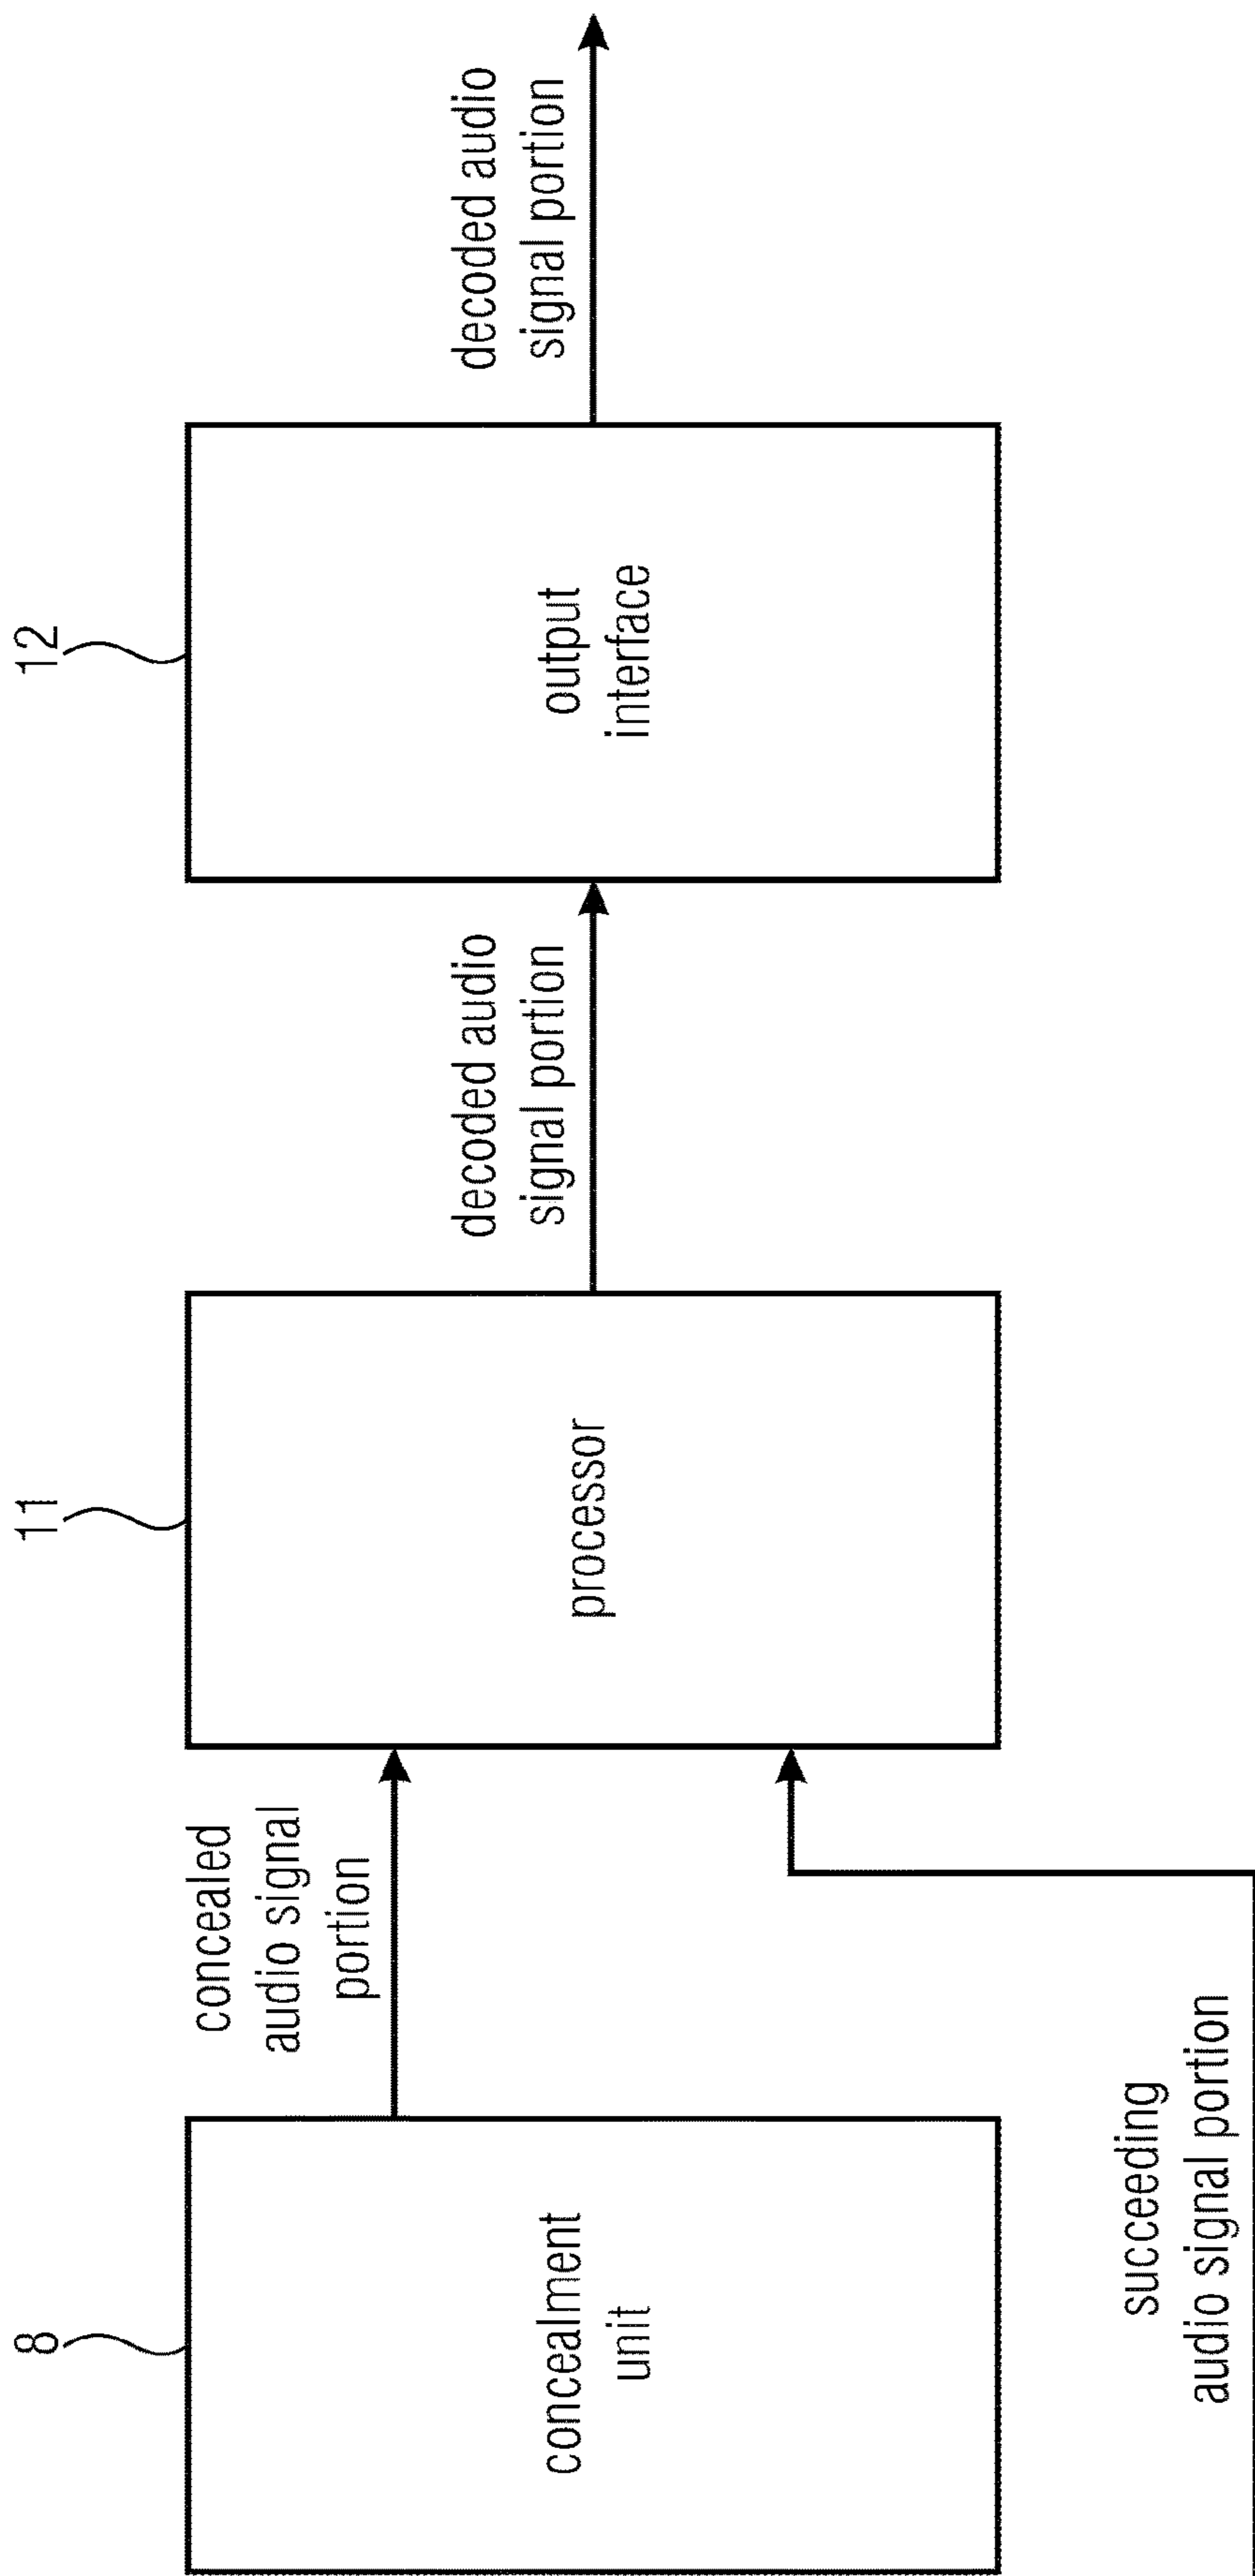 8
11
12
concealment
unit
concealed
audio signal
portion
processor
decoded audio
signal portion
output
interface
decoded audio
signal portion
succeeding
audio signal portion